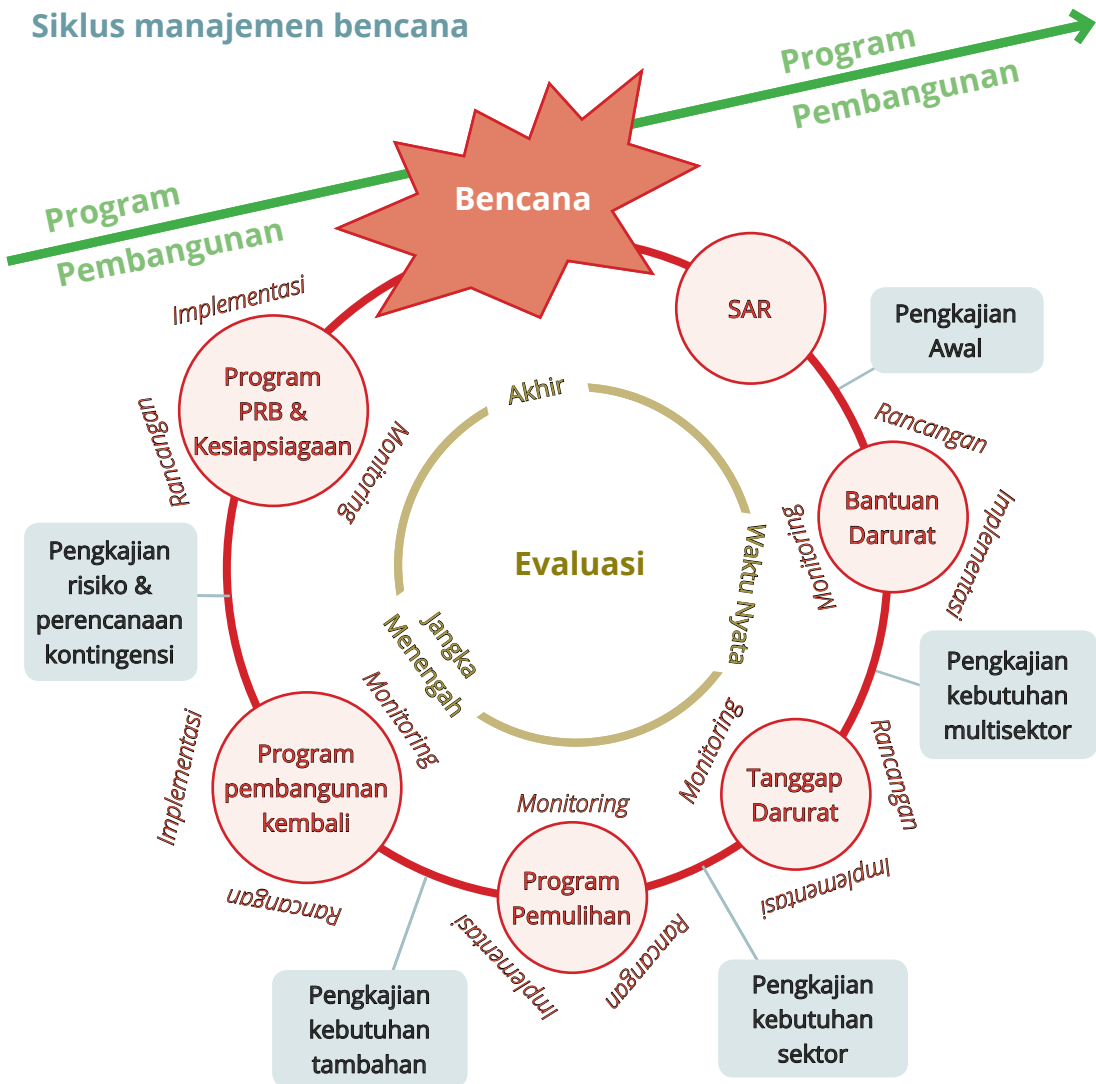 Siklus manajemen bencana
Program
Pembangunan
Program
Pembangunan
Bencana
SAR
Pengkajian
Awal
Rancangan
Implementasi
Monitoring
Bantuan
Darurat
Pengkajian
kebutuhan
multisektor
Rancangan
Implementasi
Monitoring
Tanggap
Darurat
Pengkajian
kebutuhan
sektor
Rancangan
Implementasi
Monitoring
Program
Pemulihan
Pengkajian
kebutuhan
tambahan
Rancangan
Implementasi
Monitoring
Program
pembangunan
kembali
Pengkajian
risiko &
perencanaan
kontingensi
Rancangan
Implementasi
Monitoring
Program
PRB &
Kesiapsiagaan
Akhir
Waktu Nyata
Jangka
Menengah
Evaluasi